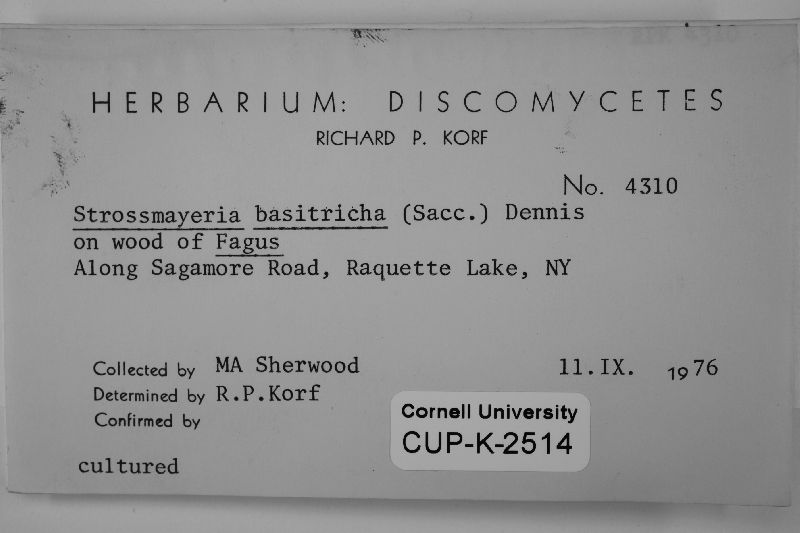 HERBARIUM: DISCOMYCETES
RICHARD P. KORF
No. 4310
Strossmayeria basitricha (Sacc.) Dennis
on wood of Fagus
Along Sagamore Road, Raquette Lake, NY
Collected by MA Sherwood 11.IX. 1976
Determined by R.P.Korf
Confirmed by
Cornell University
CUP-K-2514
cultured